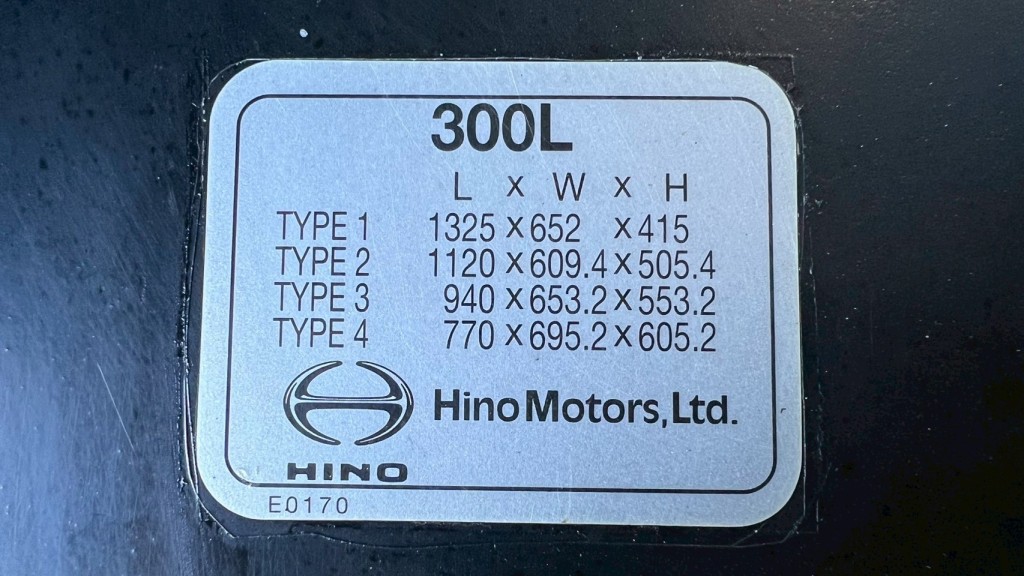 300L
L x W x H
TYPE 1 1325 x 652 x 415
TYPE 2 1120 x 609.4 x 505.4
TYPE 3 940 x 653.2 x 553.2
TYPE 4 770 x 695.2 x 605.2
Hino Motors, Ltd.
HINO
E0170